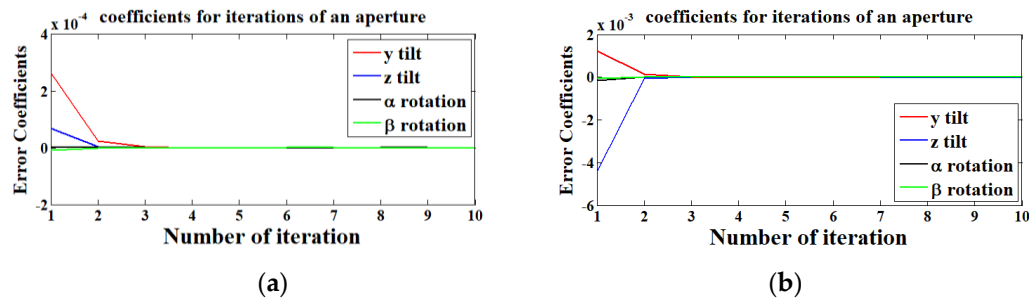 x 10⁻⁴ coefficients for iterations of an aperture
4
2
0
-2
Error Coefficients
y tilt
z tilt
α rotation
β rotation
1 2 3 4 5 6 7 8 9 10
Number of iteration
(a)
x 10⁻³ coefficients for iterations of an aperture
2
0
-2
-4
-6
Error Coefficients
y tilt
z tilt
α rotation
β rotation
1 2 3 4 5 6 7 8 9 10
Number of iteration
(b)